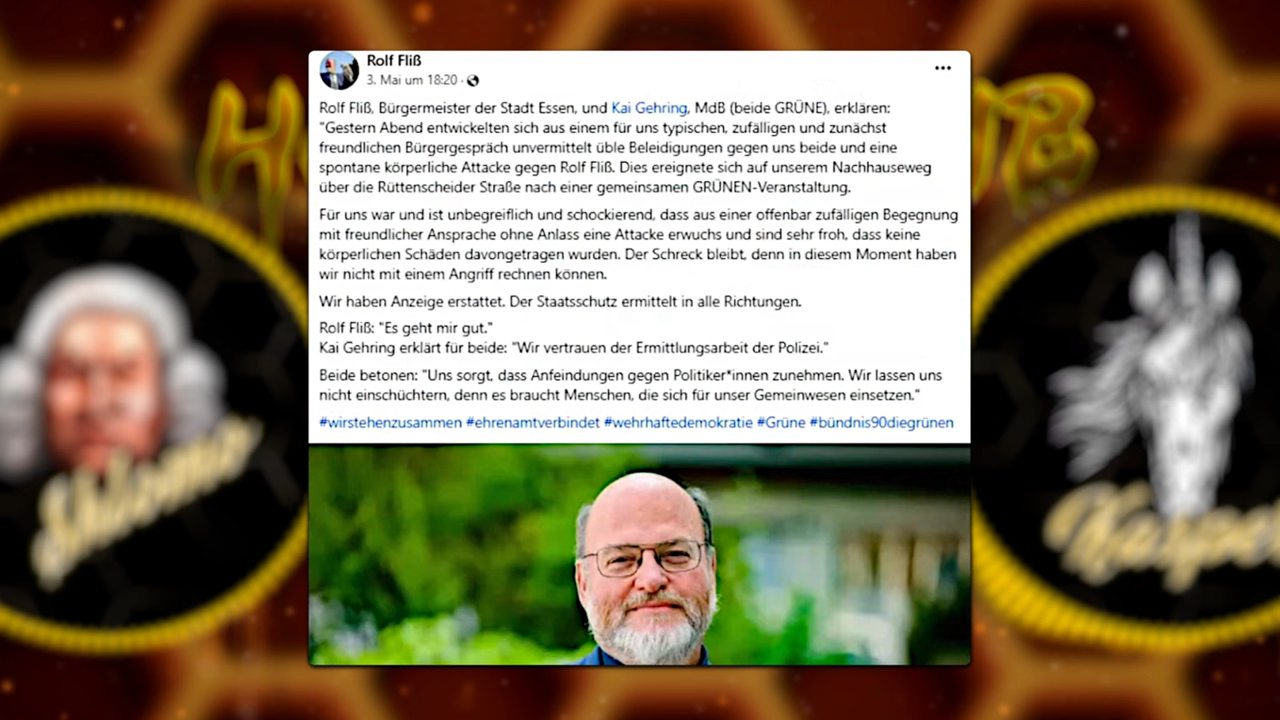 Rolf Fliß
3. Mai um 18:20 ·
Rolf Fliß, Bürgermeister der Stadt Essen, und Kai Gehring, MdB (beide GRÜNE), erklären:
"Gestern Abend entwickelten sich aus einem für uns typischen, zufälligen und zunächst
freundlichen Bürgergespräch unvermittelt üble Beleidigungen gegen uns beide und eine
spontane körperliche Attacke gegen Rolf Fliß. Dies ereignete sich auf unserem Nachhauseweg
über die Rüttenscheider Straße nach einer gemeinsamen GRÜNEN-Veranstaltung.
Für uns war und ist unbegreiflich und schockierend, dass aus einer offenbar zufälligen Begegnung
mit freundlicher Ansprache ohne Anlass eine Attacke erwuchs und sind sehr froh, dass keine
körperlichen Schäden davongetragen wurden. Der Schreck bleibt, denn in diesem Moment haben
wir nicht mit einem Angriff rechnen können.
Wir haben Anzeige erstattet. Der Staatsschutz ermittelt in alle Richtungen.
Rolf Fliß: "Es geht mir gut."
Kai Gehring erklärt für beide: "Wir vertrauen der Ermittlungsarbeit der Polizei."
Beide betonen: "Uns sorgt, dass Anfeindungen gegen Politiker*innen zunehmen. Wir lassen uns
nicht einschüchtern, denn es braucht Menschen, die sich für unser Gemeinwesen einsetzen."
#wirstehenzusammen #ehrenamtverbindet #wehrhaftedemokratie #Grüne #bündnis90diegrünen
Shlomo